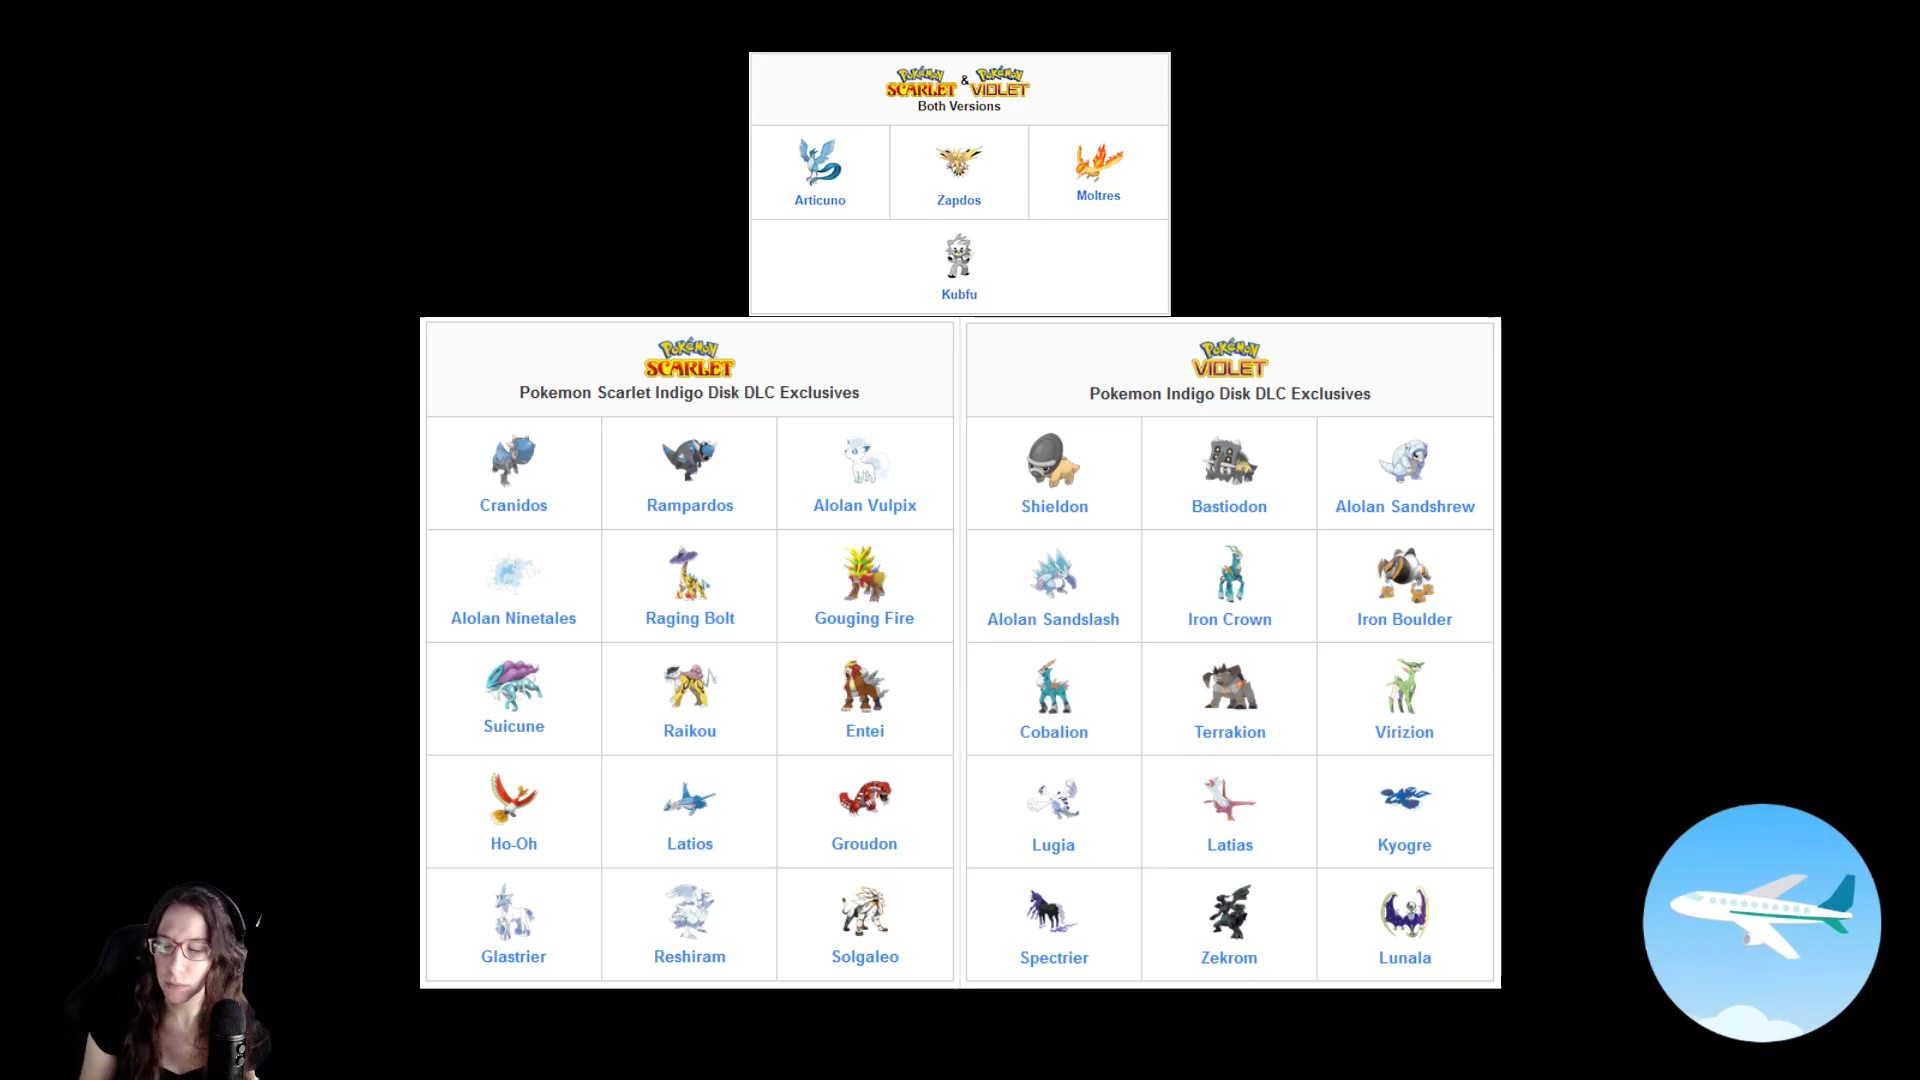 POKéMON SCARLET & POKéMON VIOLET
Both Versions
Articuno Zapdos Moltres
Kubfu
POKéMON SCARLET
Pokemon Scarlet Indigo Disk DLC Exclusives
Cranidos Rampardos Alolan Vulpix
Alolan Ninetales Raging Bolt Gouging Fire
Suicune Raikou Entei
Ho-Oh Latios Groudon
Glastrier Reshiram Solgaleo
POKéMON VIOLET
Pokemon Indigo Disk DLC Exclusives
Shieldon Bastiodon Alolan Sandshrew
Alolan Sandslash Iron Crown Iron Boulder
Cobalion Terrakion Virizion
Lugia Latias Kyogre
Spectrier Zekrom Lunala